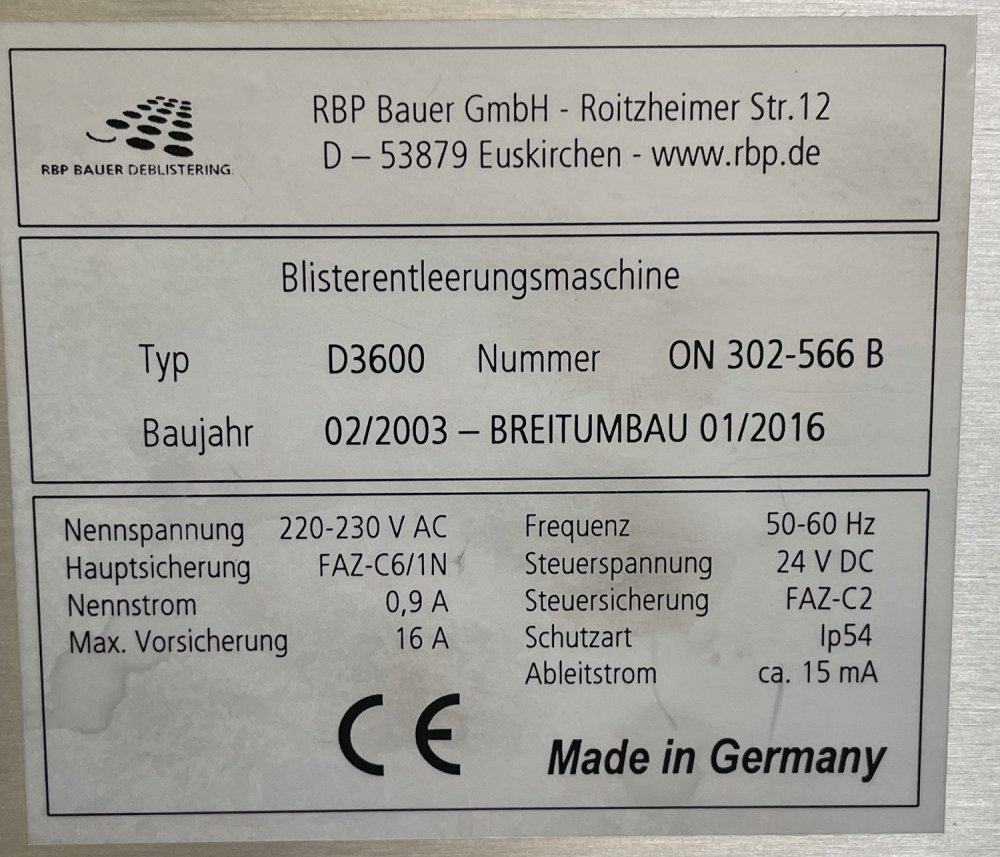 RBP BAUER DEBLISTERING.
RBP Bauer GmbH - Roitzheimer Str.12
D – 53879 Euskirchen - www.rbp.de
Blisterentleerungsmaschine
Typ D3600 Nummer ON 302-566 B
Baujahr 02/2003 – BREITUMBAU 01/2016
Nennspannung 220-230 V AC
Hauptsicherung FAZ-C6/1N
Nennstrom 0,9 A
Max. Vorsicherung 16 A
Frequenz 50-60 Hz
Steuerspannung 24 V DC
Steuersicherung FAZ-C2
Schutzart Ip54
Ableitstrom ca. 15 mA
CE
Made in Germany